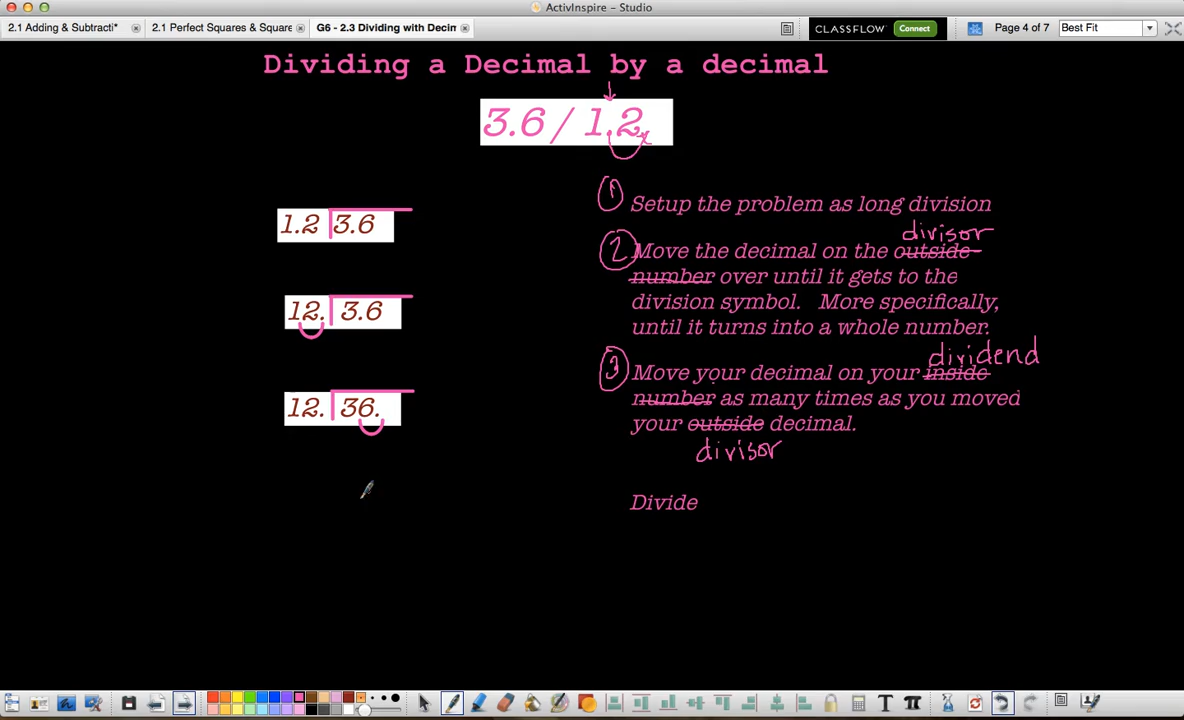 ActivInspire - Studio
2.1 Adding & Subtracti*
2.1 Perfect Squares & Square
G6 - 2.3 Dividing with Decim
CLASSFLOW
Connect
Page 4 of 7
Best Fit
Dividing a Decimal by a decimal
3.6 / 1.2
1.2 3.6
12. 3.6
12. 36.
1 Setup the problem as long division
divisor
2 Move the decimal on the outside
number over until it gets to the
division symbol. More specifically,
until it turns into a whole number.
dividend
3 Move your decimal on your inside
number as many times as you moved
your outside decimal.
divisor
Divide